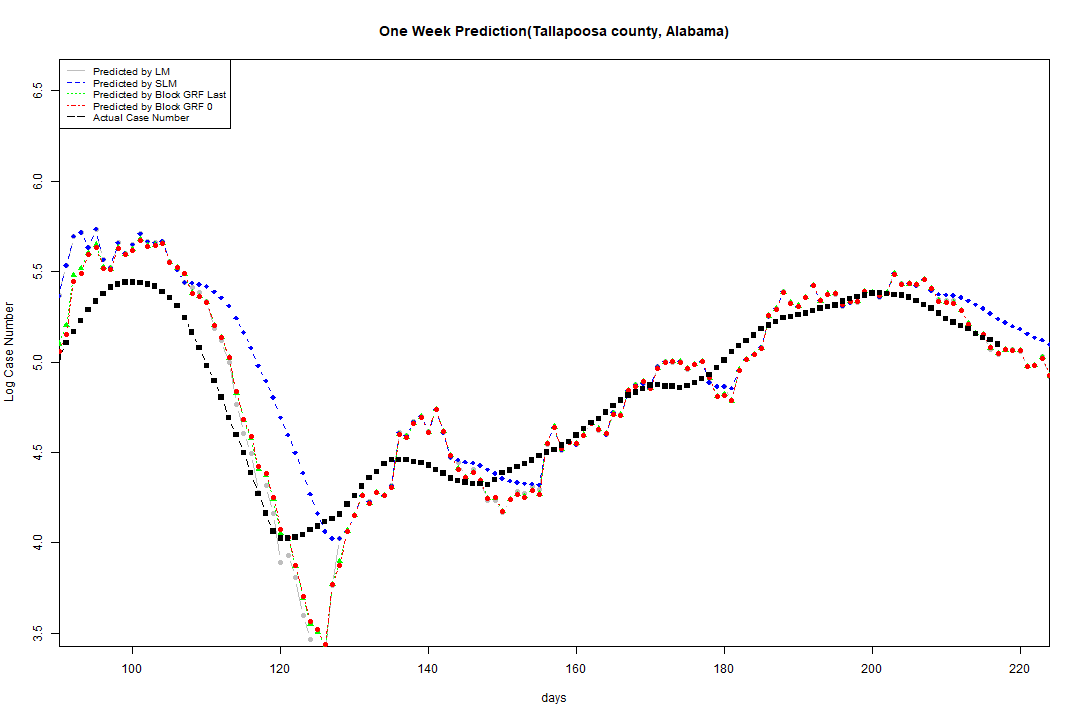 One Week Prediction(Tallapoosa county, Alabama)
Predicted by LM
Predicted by SLM
Predicted by Block GRF Last
Predicted by Block GRF 0
Actual Case Number
6.5
6.0
5.5
5.0
4.5
4.0
3.5
Log Case Number
100 120 140 160 180 200 220
days